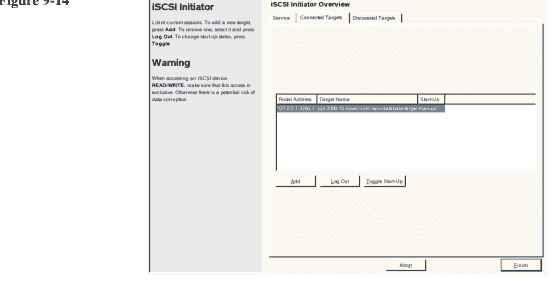 Figure 9-14
iSCSI Initiator
List of current sessions. To add a new target,
press Add. To remove one, select it and press
Log Out. To change start-up status, press
Toggle.
Warning
When accessing an iSCSI device
READ/WRITE, make sure that this access is
exclusive. Otherwise there is a potential risk of
data corruption.
iSCSI Initiator Overview
Service Connected Targets Discovered Targets
Portal Address Target Name Start-Up
Add Log Out Toggle Start-Up
Abort Finish